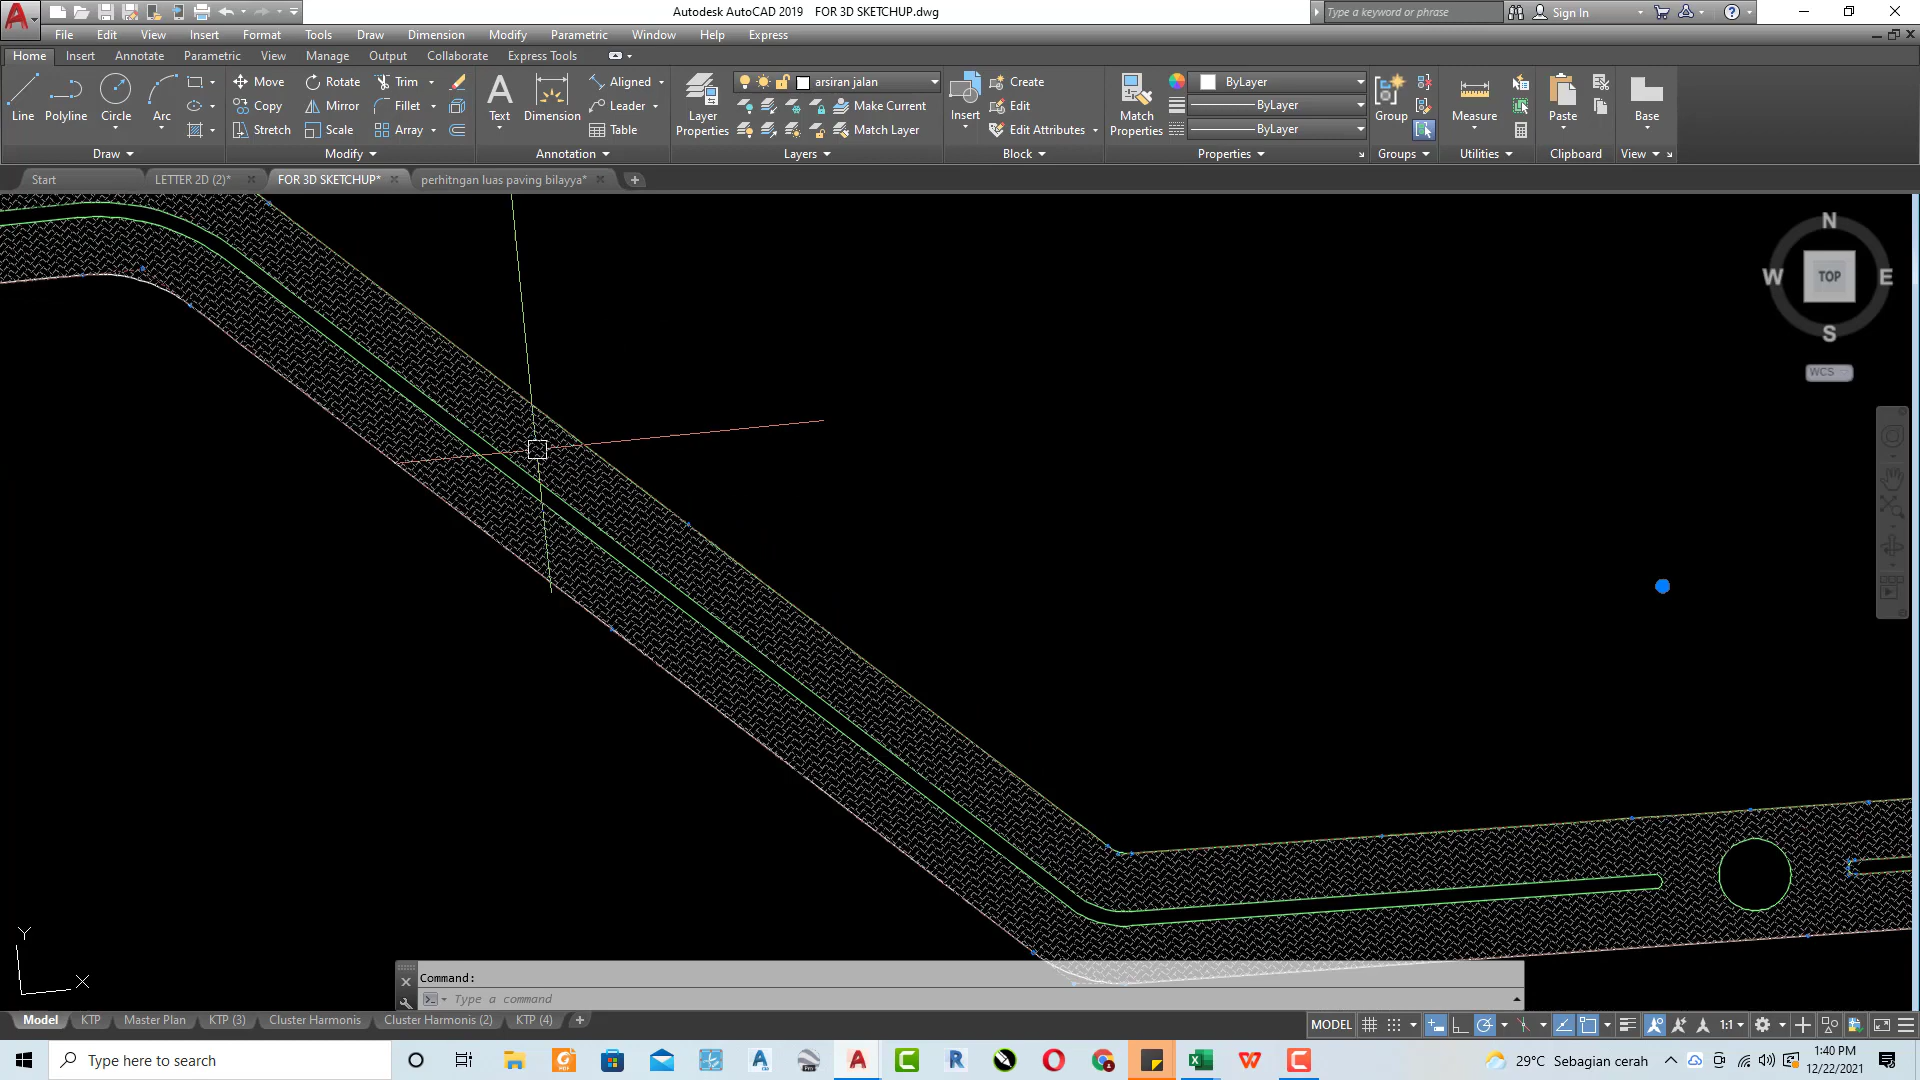 Autodesk AutoCAD 2019 FOR 3D SKETCHUP.dwg
Type a keyword or phrase
Sign In
File Edit View Insert Format Tools Draw Dimension Modify Parametric Window Help Express
Home Insert Annotate Parametric View Manage Output Collaborate Express Tools
Line Polyline Circle Arc
Draw
Move Rotate Trim
Copy Mirror Fillet
Stretch Scale Array
Modify
Text Dimension
Aligned
Leader
Table
Annotation
Layer Properties
arsiran jalan
Make Current
Match Layer
Layers
Insert
Create
Edit
Edit Attributes
Block
Match Properties
ByLayer
ByLayer
ByLayer
Properties
Group
Groups
Measure
Utilities
Paste
Clipboard
Base
View
Start LETTER 2D (2)* FOR 3D SKETCHUP* perhitngan luas paving bilayya*
N
W TOP E
S
WCS
Y
X
Command:
Type a command
Model KTP Master Plan KTP (3) Cluster Harmonis Cluster Harmonis (2) KTP (4)
MODEL 1:1
Type here to search
29°C Sebagian cerah
1:40 PM
12/22/2021